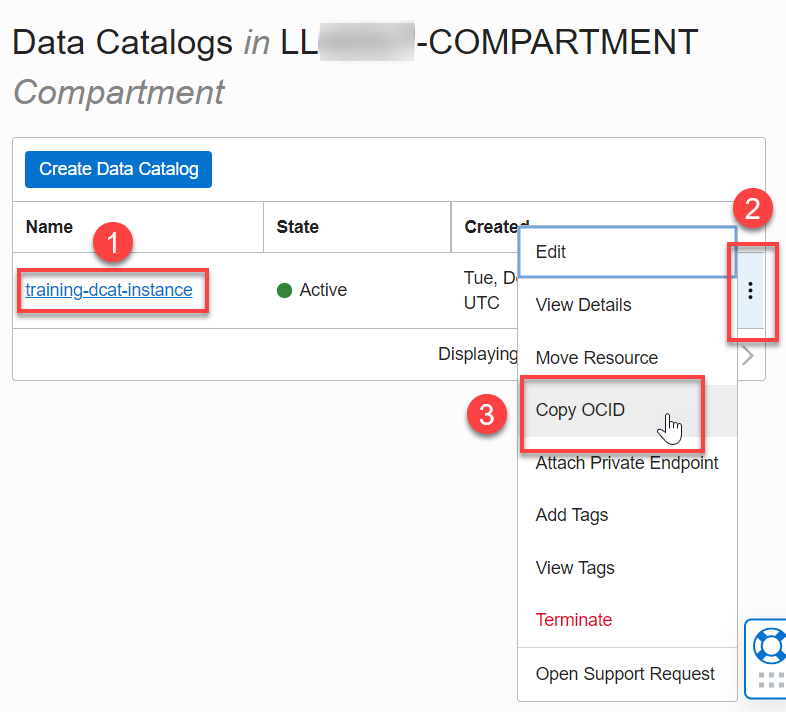 Data Catalogs in LL -COMPARTMENT
Compartment
Create Data Catalog
Name
State
Created
1
2
training-dcat-instance
Active
Tue, D
UTC
Displaying
Edit
View Details
Move Resource
3
Copy OCID
Attach Private Endpoint
Add Tags
View Tags
Terminate
Open Support Request